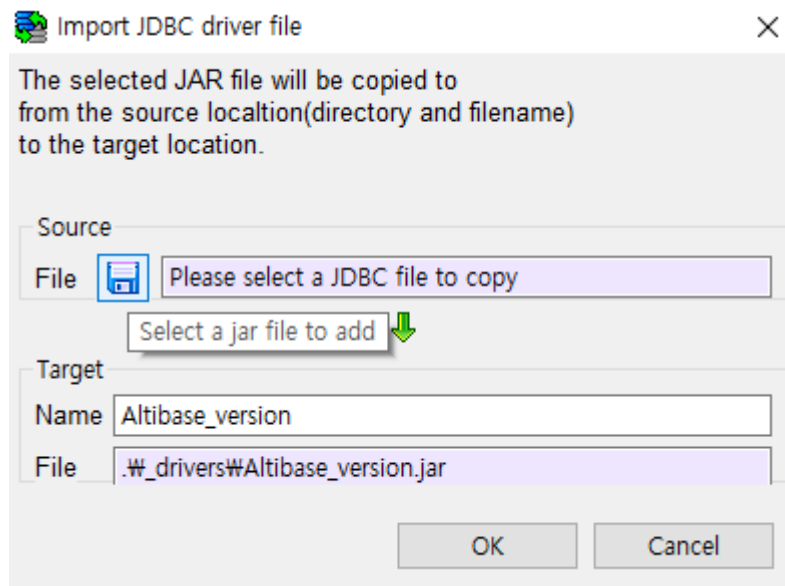 Import JDBC driver file
The selected JAR file will be copied to
from the source localtion(directory and filename)
to the target location.
Source
File Please select a JDBC file to copy
Select a jar file to add
Target
Name Altibase_version
File .₩_drivers₩Altibase_version.jar
OK Cancel